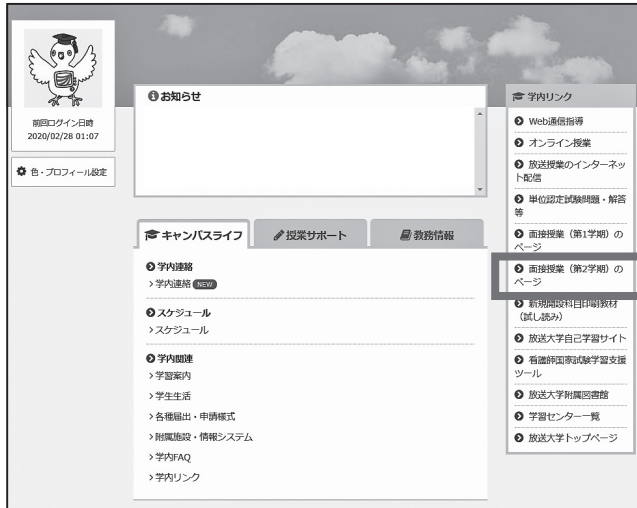 前回ログイン日時
2020/02/28 01:07
色・プロフィール設定
お知らせ
キャンパスライフ
授業サポート
教務情報
学内連絡
学内連絡 NEW
スケジュール
スケジュール
学内関連
学習案内
学生生活
各種届出・申請様式
附属施設・情報システム
学内FAQ
学内リンク
学内リンク
Web通信指導
オンライン授業
放送授業のインターネッ
ト配信
単位認定試験問題・解答
等
面接授業（第1学期）の
ページ
面接授業（第2学期）の
ページ
新規開設科目印刷教材
（試し読み）
放送大学自己学習サイト
看護師国家試験学習支援
ツール
放送大学附属図書館
学習センター一覧
放送大学トップページ